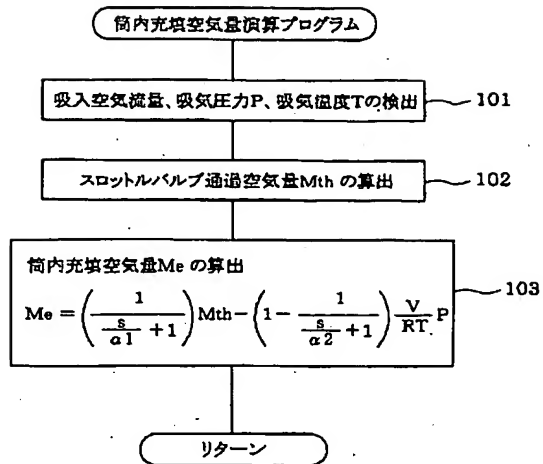 筒内充填空気量演算プログラム
吸入空気流量、吸気圧力P、吸気温度Tの検出
101
スロットルバルブ通過空気量Mth の算出
102
筒内充填空気量Me の算出
Me = ( 1 / ( s/α1 + 1 ) ) Mth − ( 1 − 1 / ( s/α2 + 1 ) ) V/RT P
103
リターン